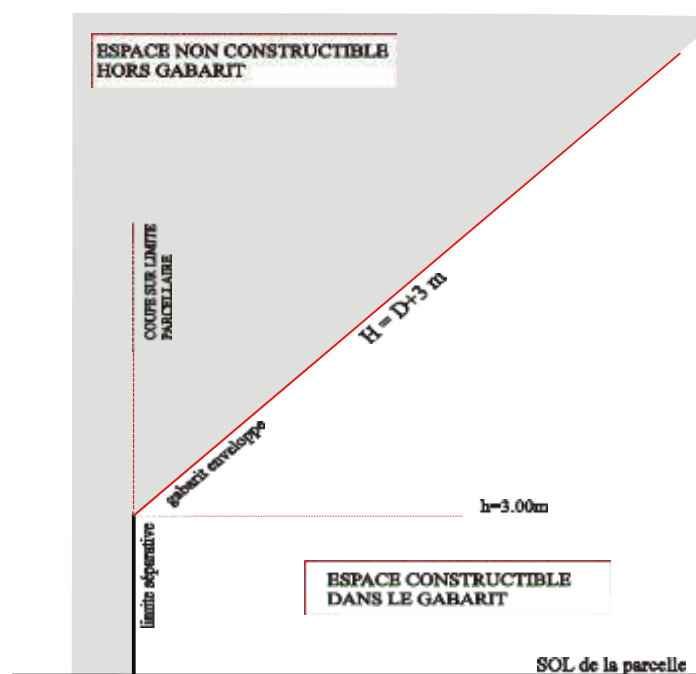 ESPACE NON CONSTRUCTIBLE
HORS GABARIT
COUPE SUR LIMITE
PARCELLAIRE
H = D+3 m
gabarit enveloppe
h=3.00m
limite séparative
ESPACE CONSTRUCTIBLE
DANS LE GABARIT
SOL de la parcelle